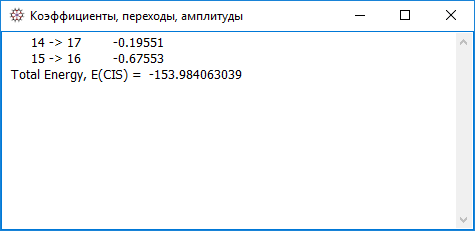 Коэффициенты, переходы, амплитуды
14 -> 17 -0.19551
15 -> 16 -0.67553
Total Energy, E(CIS) = -153.984063039